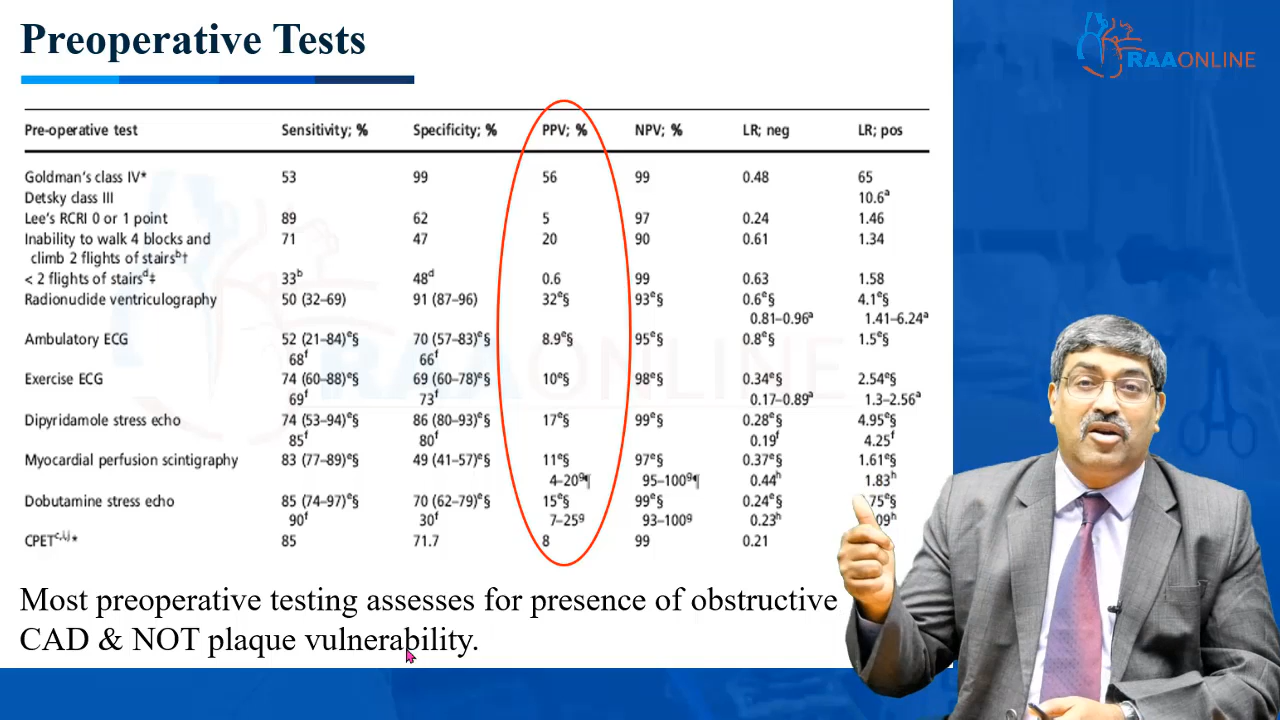 Preoperative Tests
RAAONLINE
Pre-operative test Sensitivity; % Specificity; % PPV; % NPV; % LR; neg LR; pos
Goldman's class IV* 53 99 56 99 0.48 65
Detsky class III 10.6ᵃ
Lee's RCRI 0 or 1 point 89 62 5 97 0.24 1.46
Inability to walk 4 blocks and 71 47 20 90 0.61 1.34
climb 2 flights of stairsᵇ†
< 2 flights of stairsᵈ‡ 33ᵇ 48ᵈ 0.6 99 0.63 1.58
Radionuclide ventriculography 50 (32–69) 91 (87–96) 32ᵉ§ 93ᵉ§ 0.6ᵉ§ 4.1ᵉ§
0.81–0.96ᵃ 1.41–6.24ᵃ
Ambulatory ECG 52 (21–84)ᵉ§ 70 (57–83)ᵉ§ 8.9ᵉ§ 95ᵉ§ 0.8ᵉ§ 1.5ᵉ§
68ᶠ 66ᶠ
Exercise ECG 74 (60–88)ᵉ§ 69 (60–78)ᵉ§ 10ᵉ§ 98ᵉ§ 0.34ᵉ§ 2.54ᵉ§
69ᶠ 73ᶠ 0.17–0.89ᵃ 1.3–2.56ᵃ
Dipyridamole stress echo 74 (53–94)ᵉ§ 86 (80–93)ᵉ§ 17ᵉ§ 99ᵉ§ 0.28ᵉ§ 4.95ᵉ§
85ᶠ 80ᶠ 0.19ᶠ 4.25ᶠ
Myocardial perfusion scintigraphy 83 (77–89)ᵉ§ 49 (41–57)ᵉ§ 11ᵉ§ 97ᵉ§ 0.37ᵉ§ 1.61ᵉ§
4–20ᵍ¶ 95–100ᵍ¶ 0.44ʰ 1.83ʰ
Dobutamine stress echo 85 (74–97)ᵉ§ 70 (62–79)ᵉ§ 15ᵉ§ 99ᵉ§ 0.24ᵉ§ .75ᵉ§
90ᶠ 30ᶠ 7–25ᵍ 93–100ᵍ 0.23ʰ 09ʰ
CPETᶜ,ⁱ,ʲ* 85 71.7 8 99 0.21
Most preoperative testing assesses for presence of obstructive
CAD & NOT plaque vulnerability.